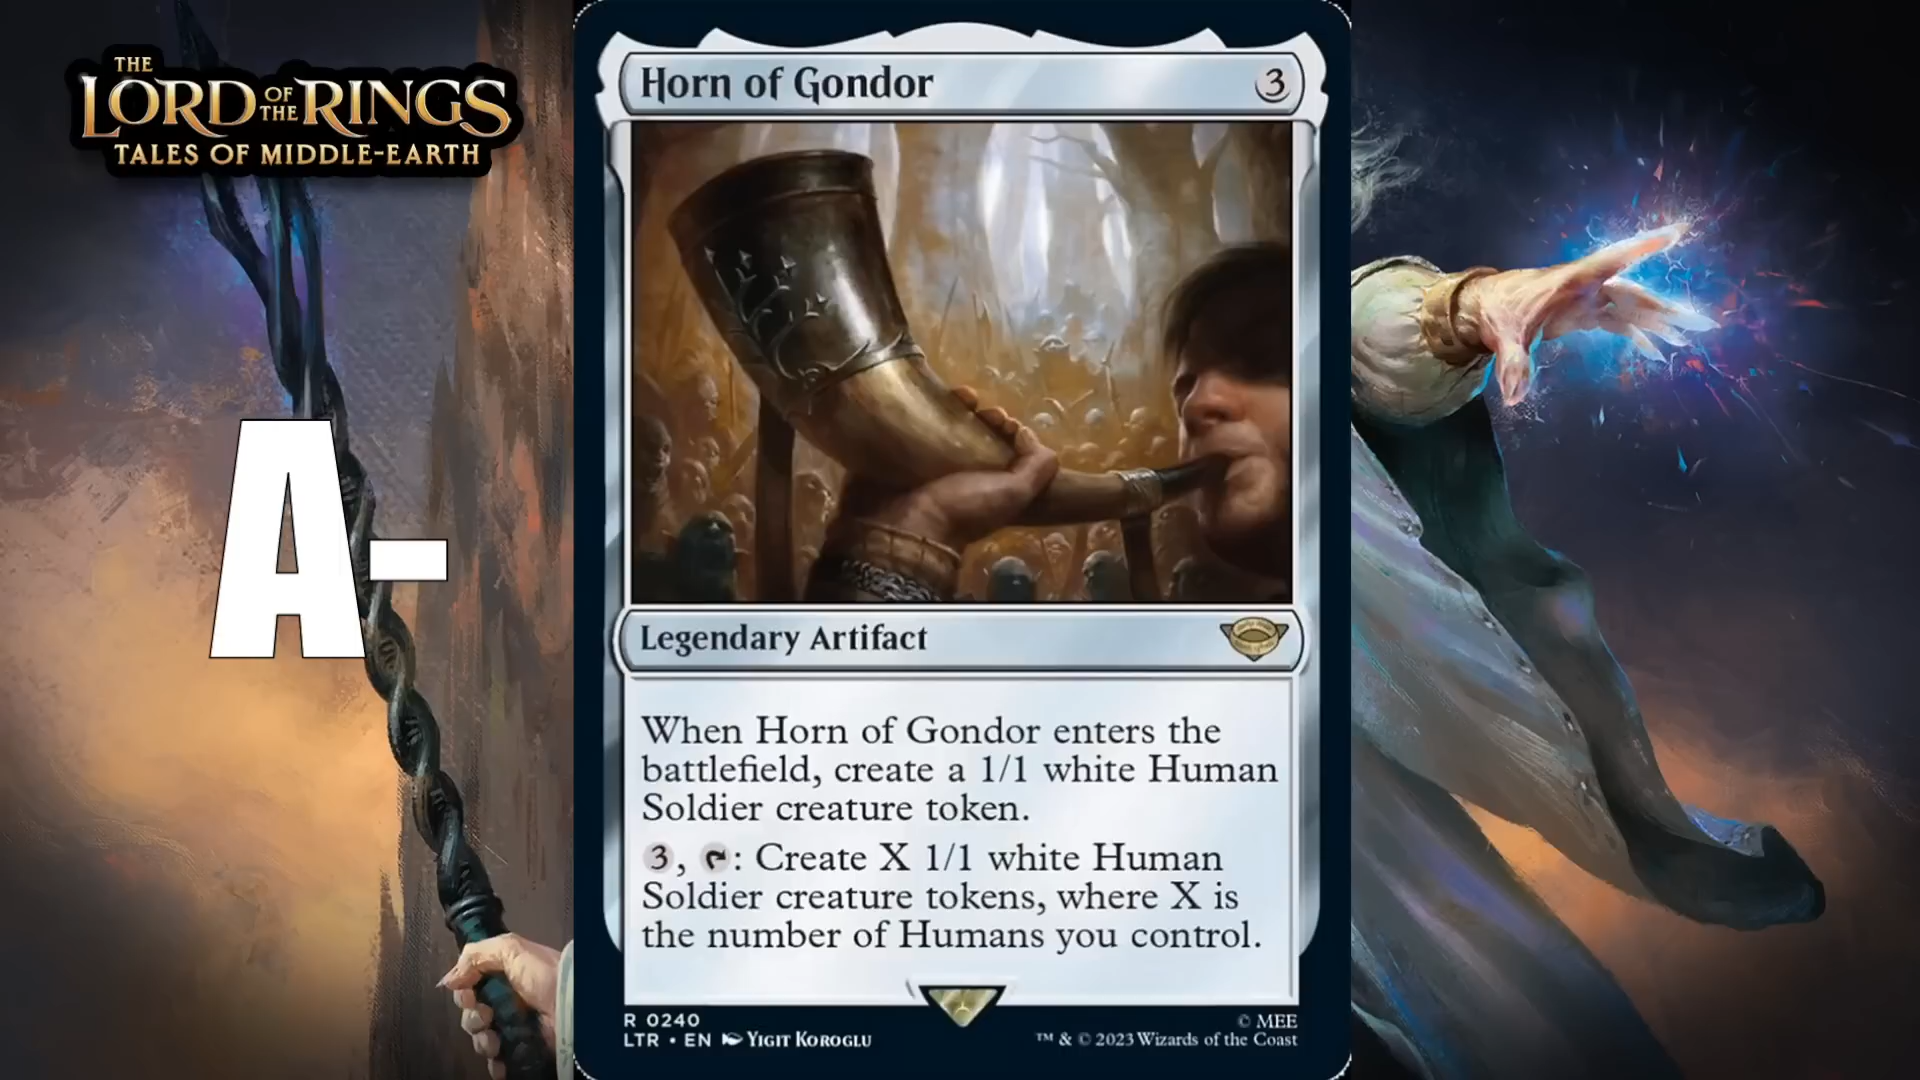 THE
LORD OF THE RINGS
TALES OF MIDDLE-EARTH
A-
Horn of Gondor 3
Legendary Artifact
When Horn of Gondor enters the
battlefield, create a 1/1 white Human
Soldier creature token.
3, : Create X 1/1 white Human
Soldier creature tokens, where X is
the number of Humans you control.
R 0240
LTR • EN YIGIT KOROGLU
© MEE
™ & © 2023 Wizards of the Coast